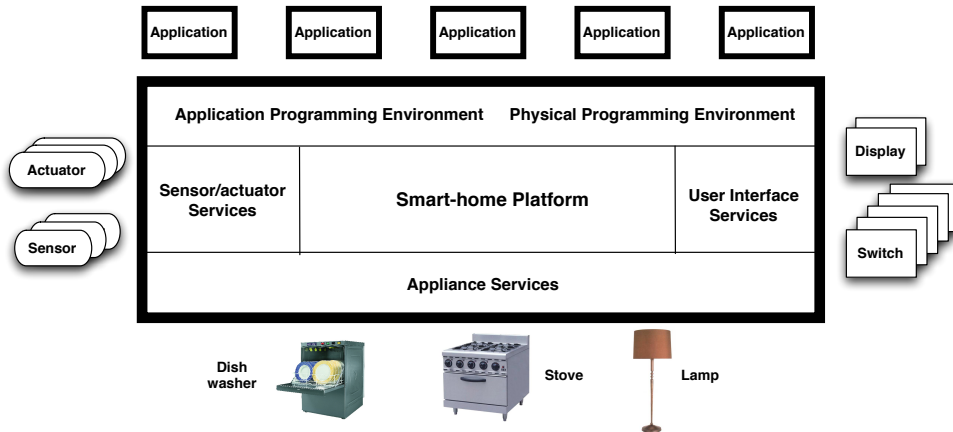 Application
Application
Application
Application
Application
Application Programming Environment
Physical Programming Environment
Actuator
Sensor
Sensor/actuator
Services
Smart-home Platform
User Interface
Services
Display
Switch
Appliance Services
Dish
washer
Stove
Lamp